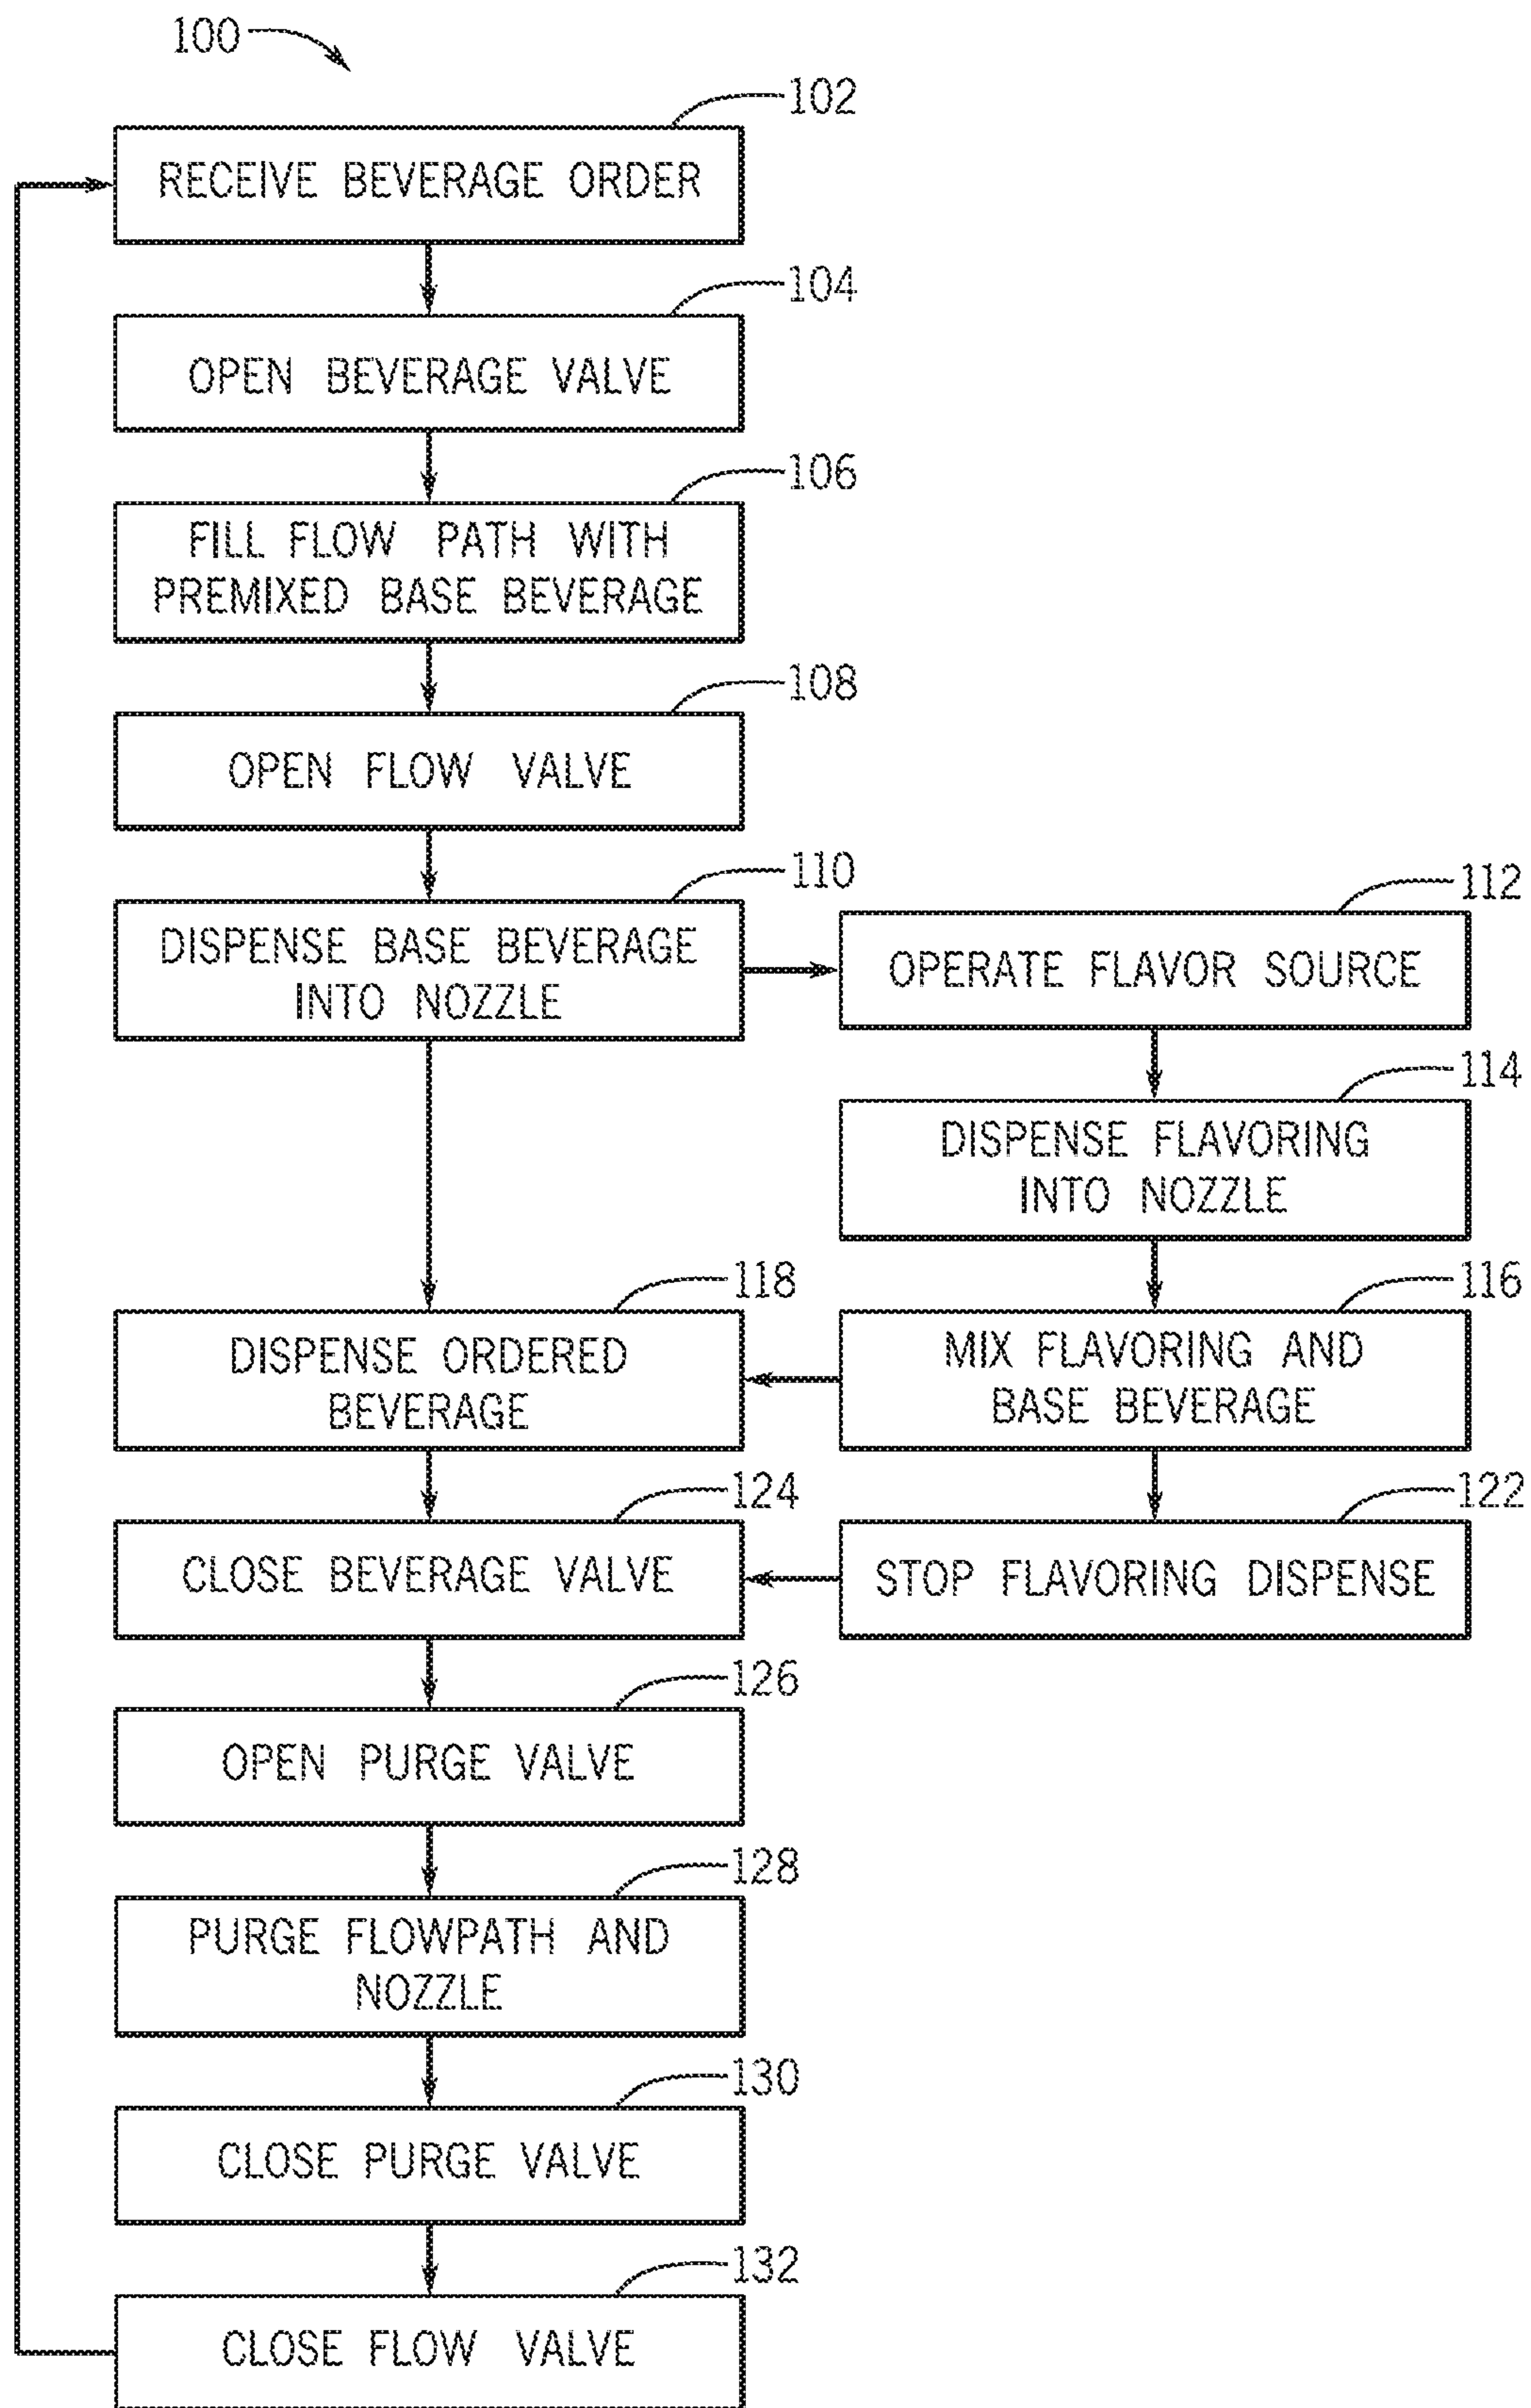 100
102
RECEIVE BEVERAGE ORDER
104
OPEN BEVERAGE VALVE
106
FILL FLOW PATH WITH
PREMIXED BASE BEVERAGE
108
OPEN FLOW VALVE
110
DISPENSE BASE BEVERAGE
INTO NOZZLE
112
OPERATE FLAVOR SOURCE
114
DISPENSE FLAVORING
INTO NOZZLE
116
MIX FLAVORING AND
BASE BEVERAGE
118
DISPENSE ORDERED
BEVERAGE
122
STOP FLAVORING DISPENSE
124
CLOSE BEVERAGE VALVE
126
OPEN PURGE VALVE
128
PURGE FLOWPATH AND
NOZZLE
130
CLOSE PURGE VALVE
132
CLOSE FLOW VALVE